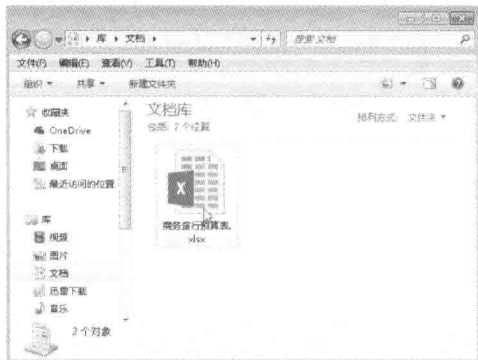 库 ▸ 文档 ▸
搜索 文档
文件(F) 编辑(E) 查看(V) 工具(T) 帮助(H)
组织 共享 新建文件夹
收藏夹
OneDrive
下载
桌面
最近访问的位置
库
视频
图片
文档
迅雷下载
音乐
文档库
包括: 2 个位置
排列方式: 文件夹
商务旅行预算表.
xlsx
2 个对象